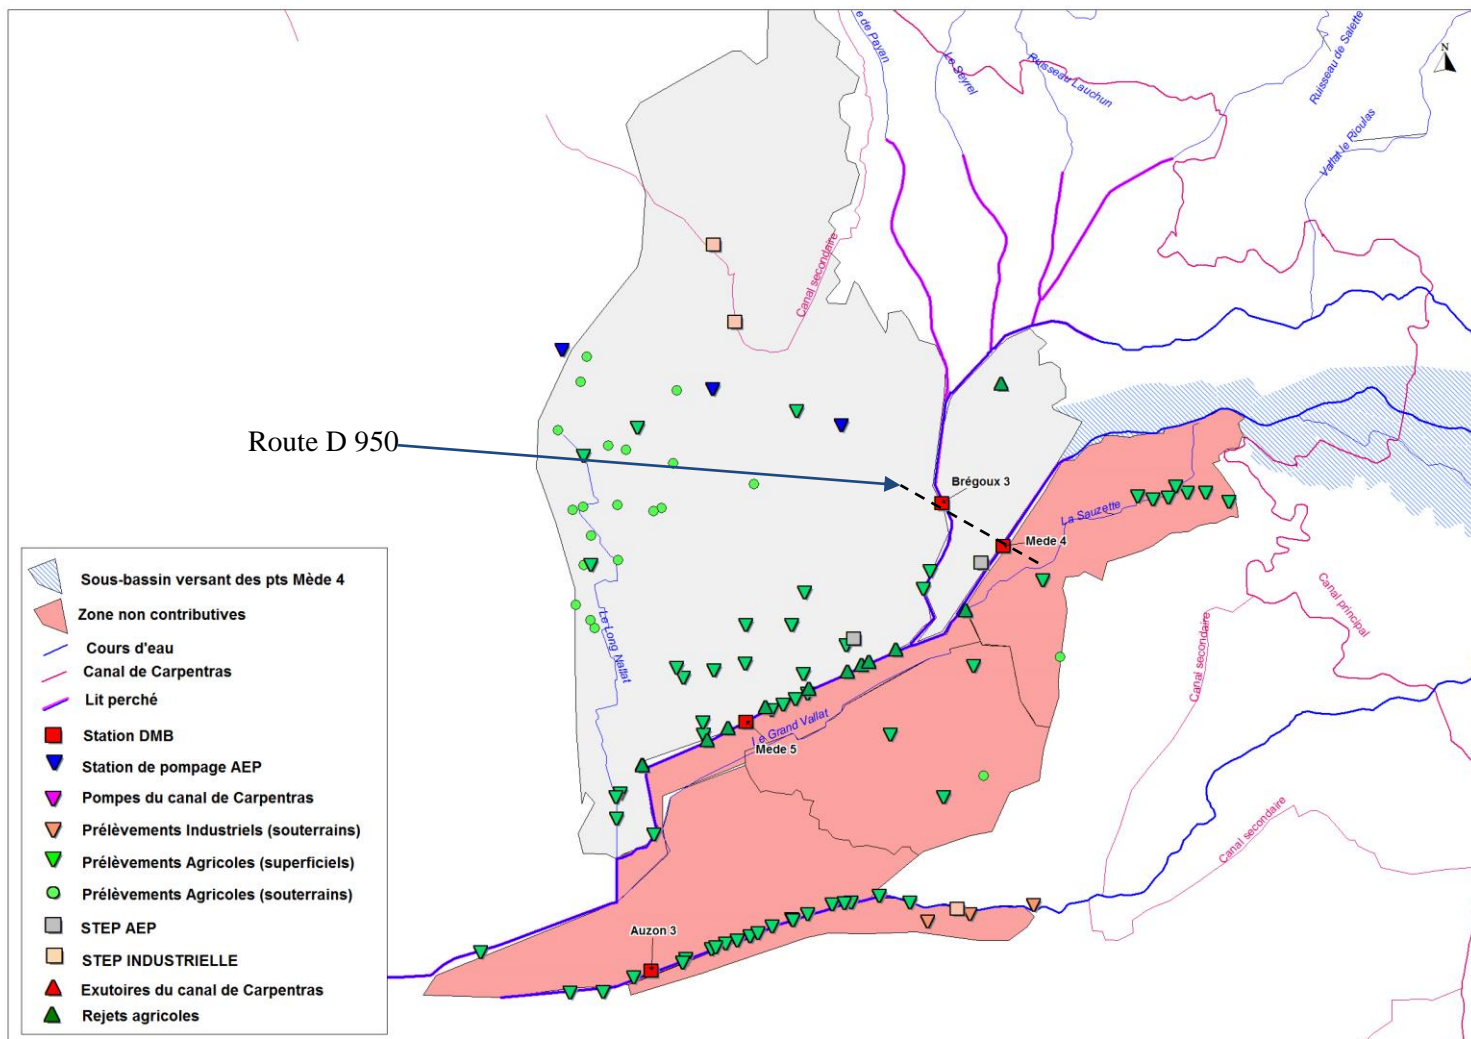 e de Payan
Le Seyrel
Ruisseau Lauchun
Ruisseau de Salette
Vallat le Rioulas
N
Canal secondaire
Route D 950
Brégoux 3
La Sauzette
Mede 4
Canal principal
Canal secondaire
Le Long Nallat
Le Grand Vallat
Mede 5
Canal secondaire
Auzon 3
Sous-bassin versant des pts Mède 4
Zone non contributives
Cours d'eau
Canal de Carpentras
Lit perché
Station DMB
Station de pompage AEP
Pompes du canal de Carpentras
Prélèvements Industriels (souterrains)
Prélèvements Agricoles (superficiels)
Prélèvements Agricoles (souterrains)
STEP AEP
STEP INDUSTRIELLE
Exutoires du canal de Carpentras
Rejets agricoles